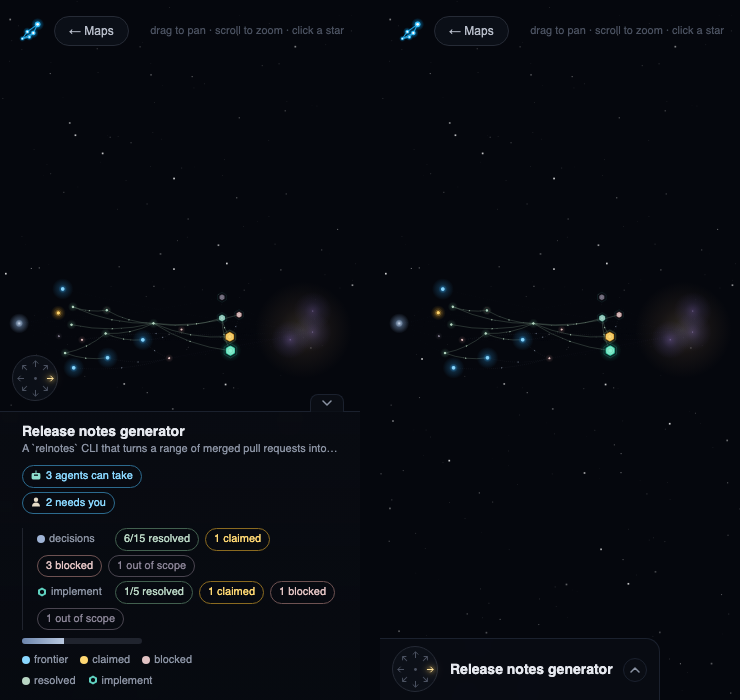 ← Maps
drag to pan · scroll to zoom · click a star
Release notes generator
A `relnotes` CLI that turns a range of merged pull requests into…
3 agents can take
2 needs you
decisions 6/15 resolved 1 claimed
3 blocked 1 out of scope
implement 1/5 resolved 1 claimed 1 blocked
1 out of scope
frontier claimed blocked
resolved implement
← Maps
drag to pan · scroll to zoom · click a star
Release notes generator